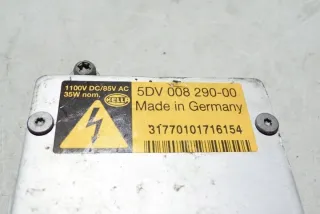 1100V DC/85V AC
35W nom.
HELLA
5DV 008 290-00
Made in Germany
31770101716154